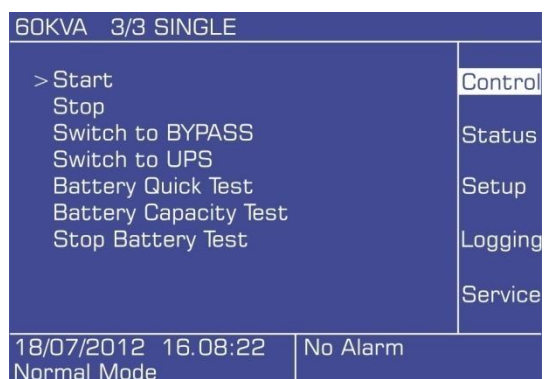 60KVA 3/3 SINGLE
> Start
Stop
Switch to BYPASS
Switch to UPS
Battery Quick Test
Battery Capacity Test
Stop Battery Test
Control
Status
Setup
Logging
Service
18/07/2012 16.08:22
Normal Mode
No Alarm